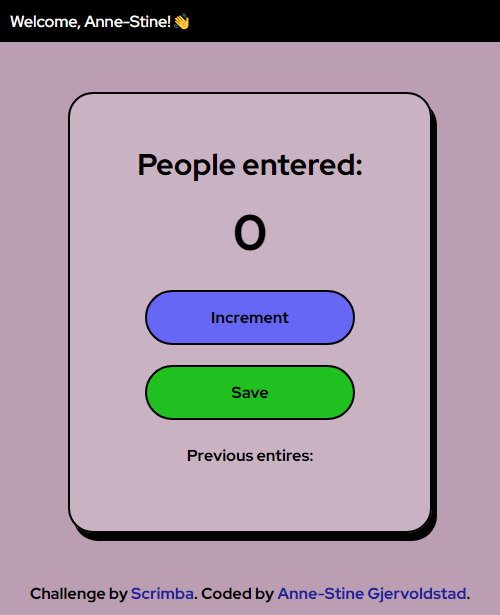 Welcome, Anne-Stine! 👋
People entered:
0
Increment
Save
Previous entires:
Challenge by Scrimba. Coded by Anne-Stine Gjervoldstad.